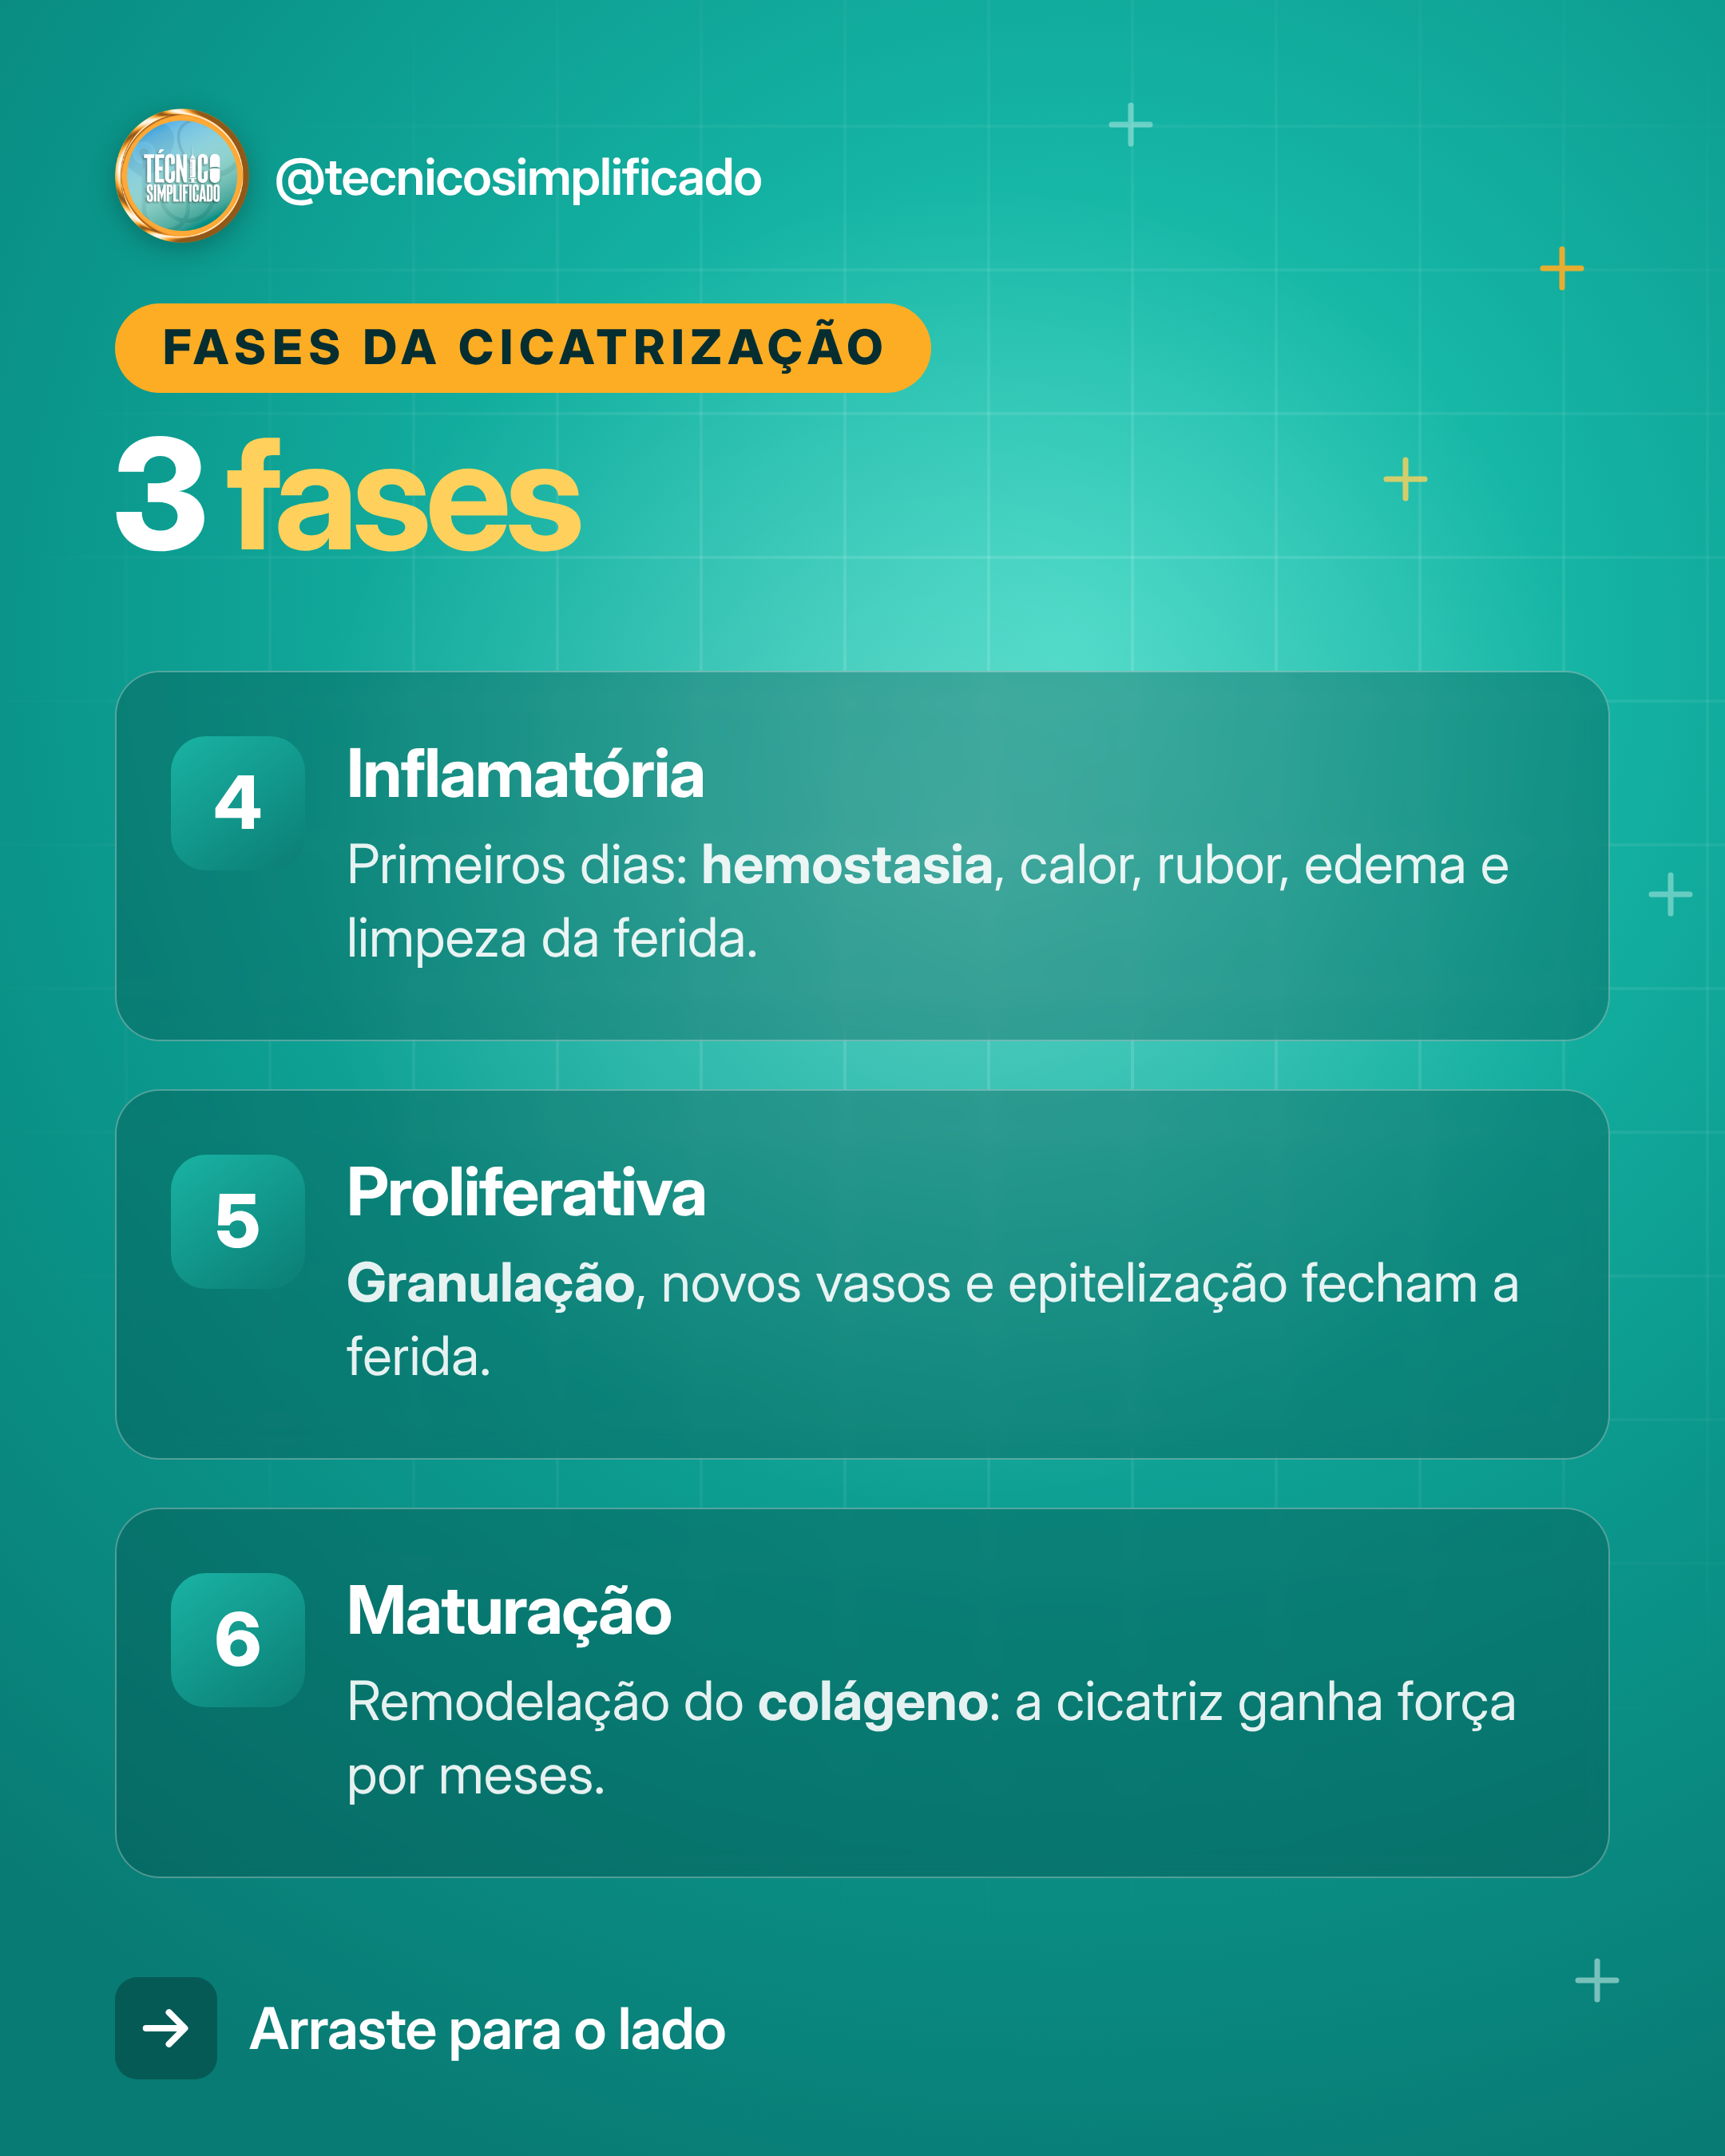 TÉCNICO
SIMPLIFICADO
@tecnicosimplificado
FASES DA CICATRIZAÇÃO
3 fases
4
Inflamatória
Primeiros dias: hemostasia, calor, rubor, edema e
limpeza da ferida.
5
Proliferativa
Granulação, novos vasos e epitelização fecham a
ferida.
6
Maturação
Remodelação do colágeno: a cicatriz ganha força
por meses.
Arraste para o lado